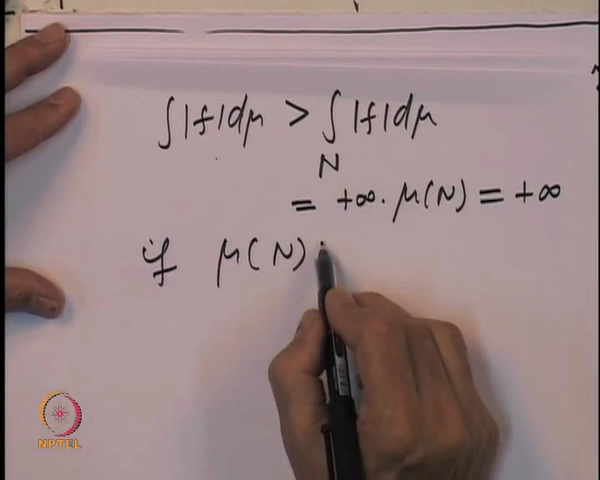 ∫|f|dμ > ∫|f|dμ
N
= +∞. μ(N) = +∞
if μ(N)
NPTEL